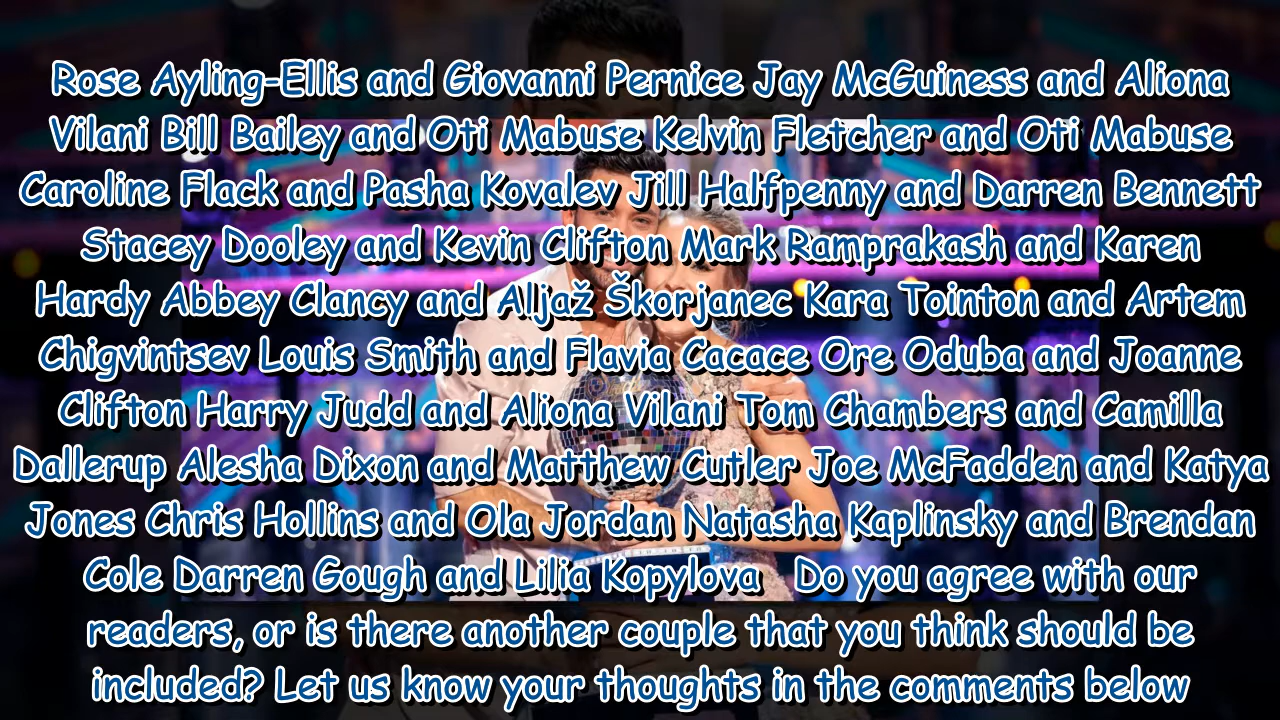 Rose Ayling-Ellis and Giovanni Pernice Jay McGuiness and Aliona
Vilani Bill Bailey and Oti Mabuse Kelvin Fletcher and Oti Mabuse
Caroline Flack and Pasha Kovalev Jill Halfpenny and Darren Bennett
Stacey Dooley and Kevin Clifton Mark Ramprakash and Karen
Hardy Abbey Clancy and Aljaž Škorjanec Kara Tointon and Artem
Chigvintsev Louis Smith and Flavia Cacace Ore Oduba and Joanne
Clifton Harry Judd and Aliona Vilani Tom Chambers and Camilla
Dallerup Alesha Dixon and Matthew Cutler Joe McFadden and Katya
Jones Chris Hollins and Ola Jordan Natasha Kaplinsky and Brendan
Cole Darren Gough and Lilia Kopylova   Do you agree with our
readers, or is there another couple that you think should be
included? Let us know your thoughts in the comments below